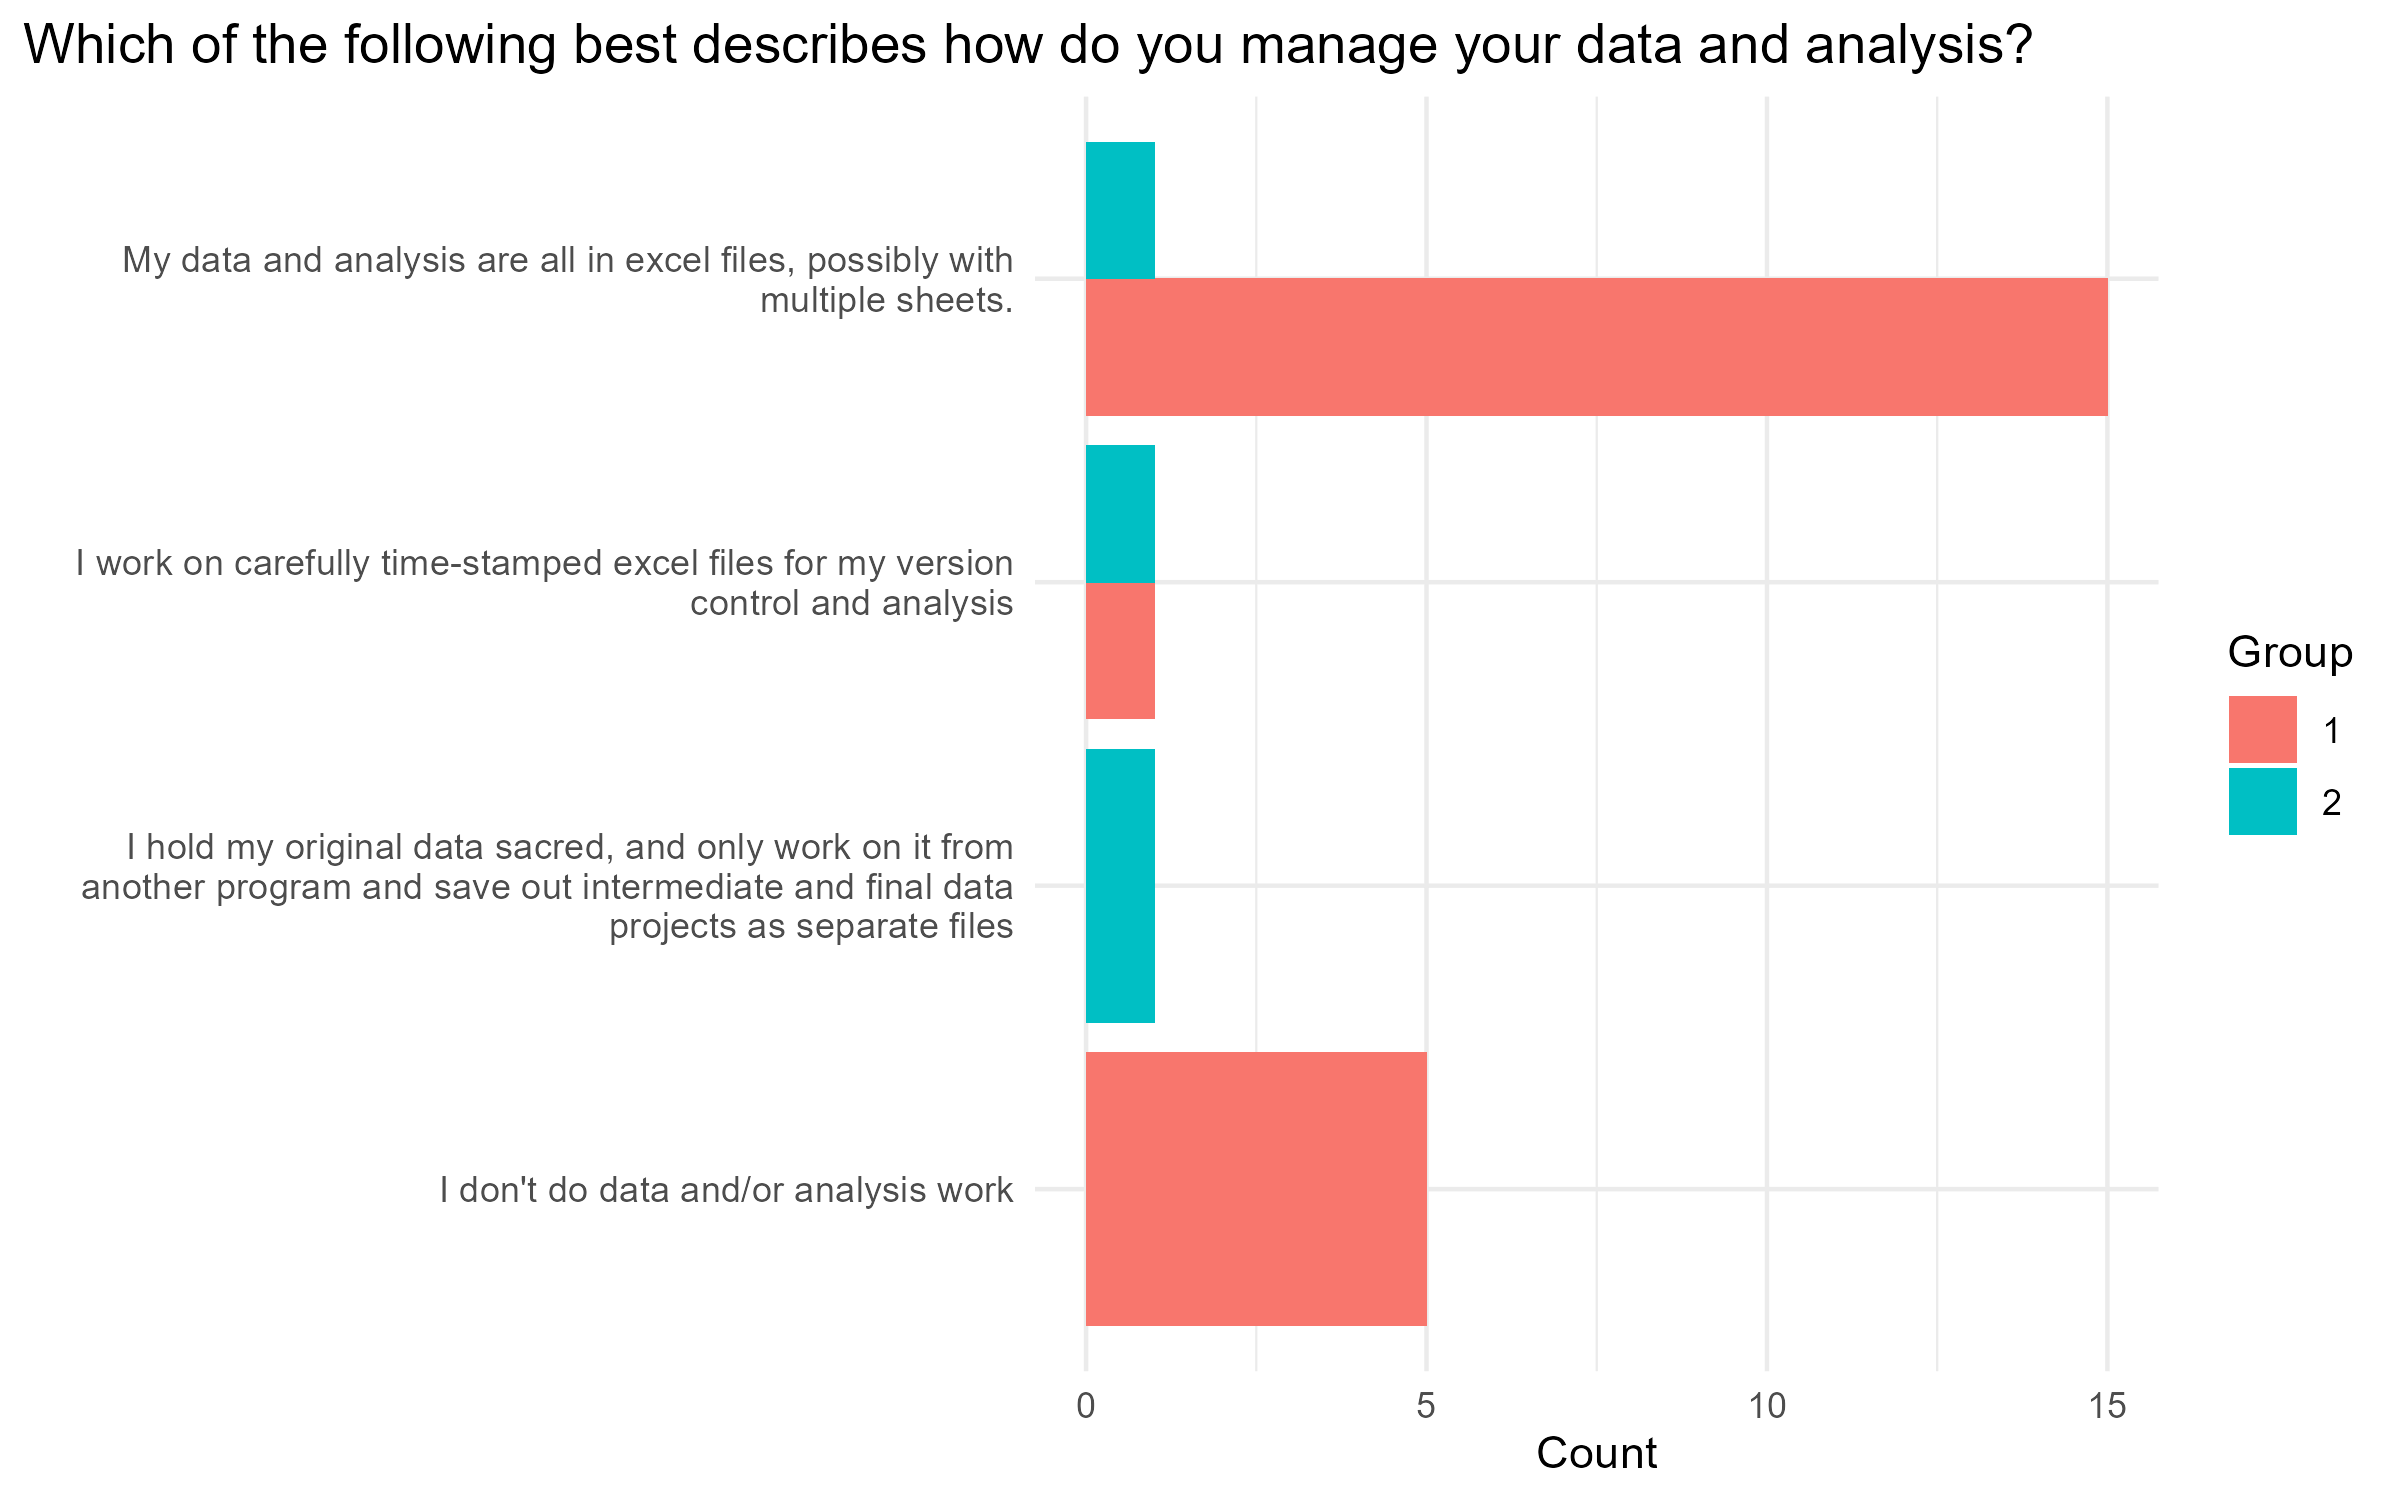 Which of the following best describes how do you manage your data and analysis?
My data and analysis are all in excel files, possibly with
multiple sheets.
I work on carefully time-stamped excel files for my version
control and analysis
I hold my original data sacred, and only work on it from
another program and save out intermediate and final data
projects as separate files
I don't do data and/or analysis work
0 5 10 15
Count
Group
1
2